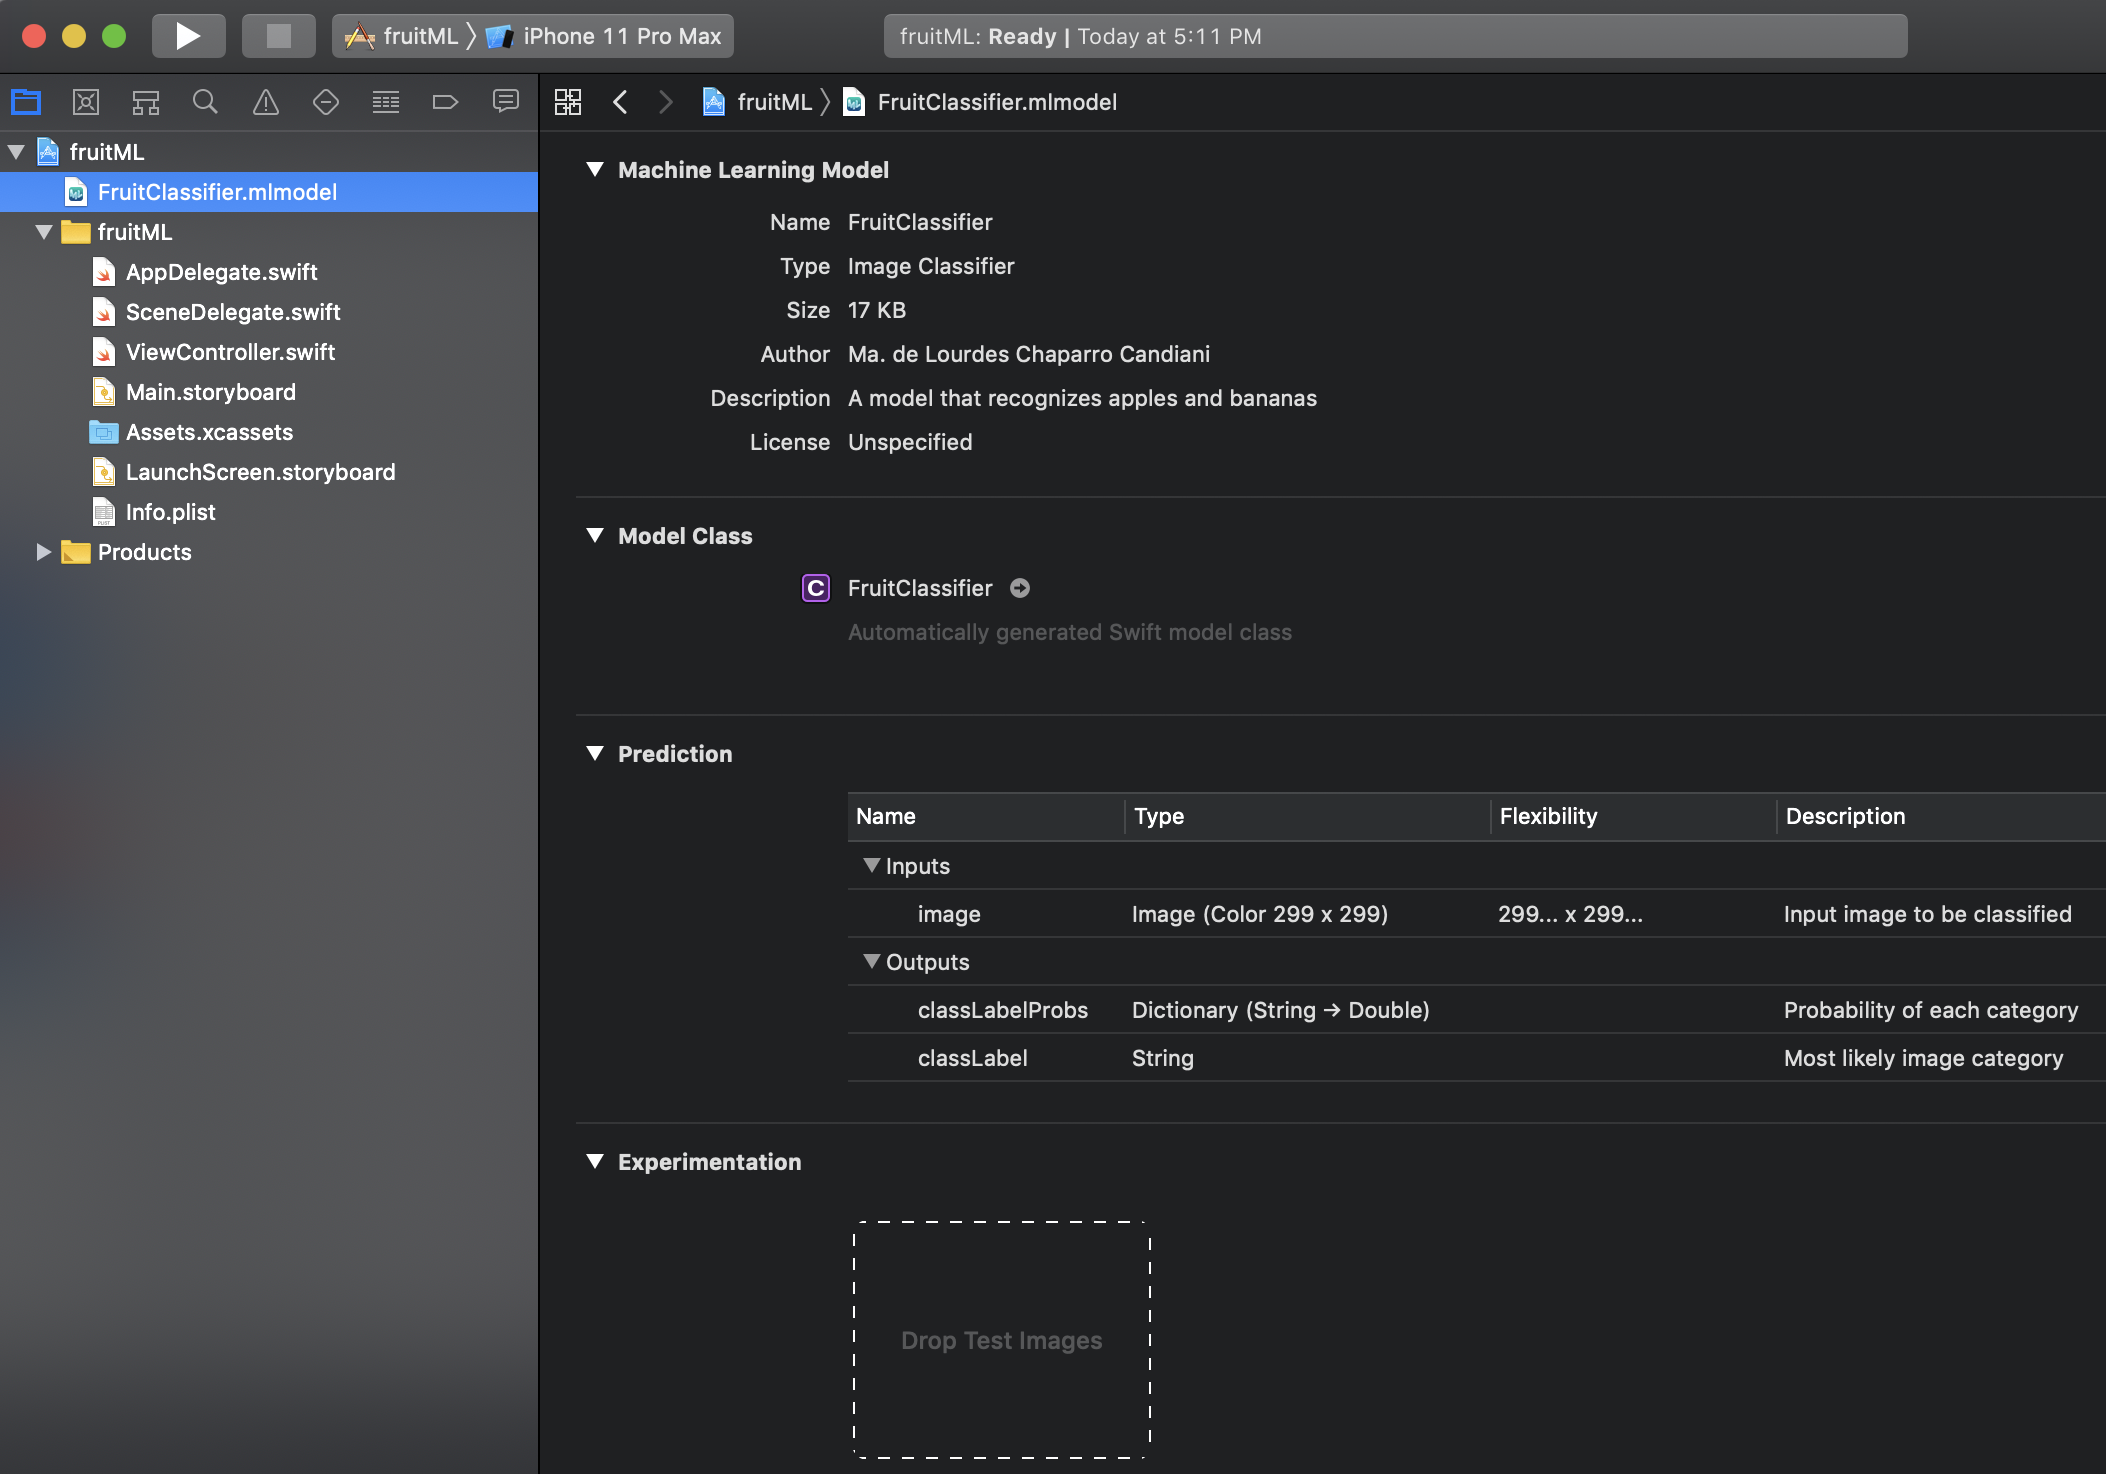 fruitML 〉 iPhone 11 Pro Max
fruitML: Ready | Today at 5:11 PM
fruitML 〉 FruitClassifier.mlmodel
fruitML
FruitClassifier.mlmodel
fruitML
AppDelegate.swift
SceneDelegate.swift
ViewController.swift
Main.storyboard
Assets.xcassets
LaunchScreen.storyboard
Info.plist
Products
Machine Learning Model
Name FruitClassifier
Type Image Classifier
Size 17 KB
Author Ma. de Lourdes Chaparro Candiani
Description A model that recognizes apples and bananas
License Unspecified
Model Class
C FruitClassifier
Automatically generated Swift model class
Prediction
Name Type Flexibility Description
Inputs
image Image (Color 299 x 299) 299... x 299... Input image to be classified
Outputs
classLabelProbs Dictionary (String → Double) Probability of each category
classLabel String Most likely image category
Experimentation
Drop Test Images